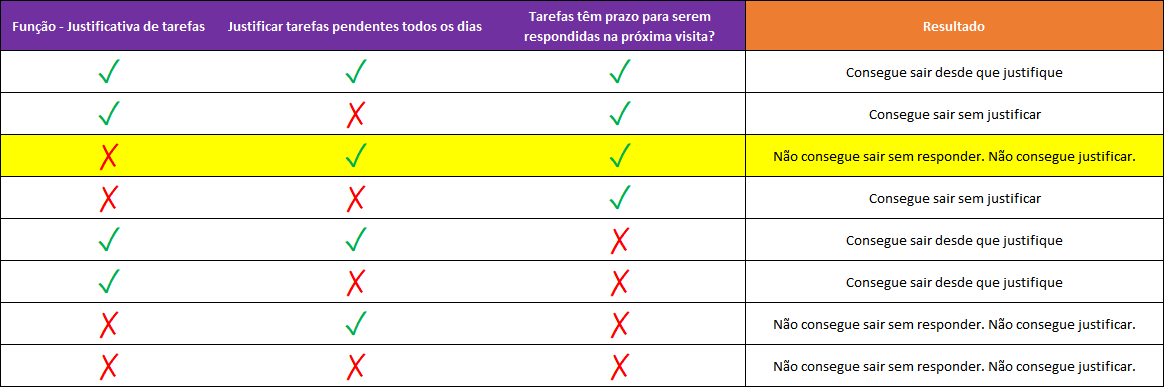 Função - Justificativa de tarefas
Justificar tarefas pendentes todos os dias
Tarefas têm prazo para serem
respondidas na próxima visita?
Resultado
✓ ✓ ✓ Consegue sair desde que justifique
✓ ✗ ✓ Consegue sair sem justificar
✗ ✓ ✓ Não consegue sair sem responder. Não consegue justificar.
✗ ✗ ✓ Consegue sair sem justificar
✓ ✓ ✗ Consegue sair desde que justifique
✓ ✗ ✗ Consegue sair desde que justifique
✗ ✓ ✗ Não consegue sair sem responder. Não consegue justificar.
✗ ✗ ✗ Não consegue sair sem responder. Não consegue justificar.